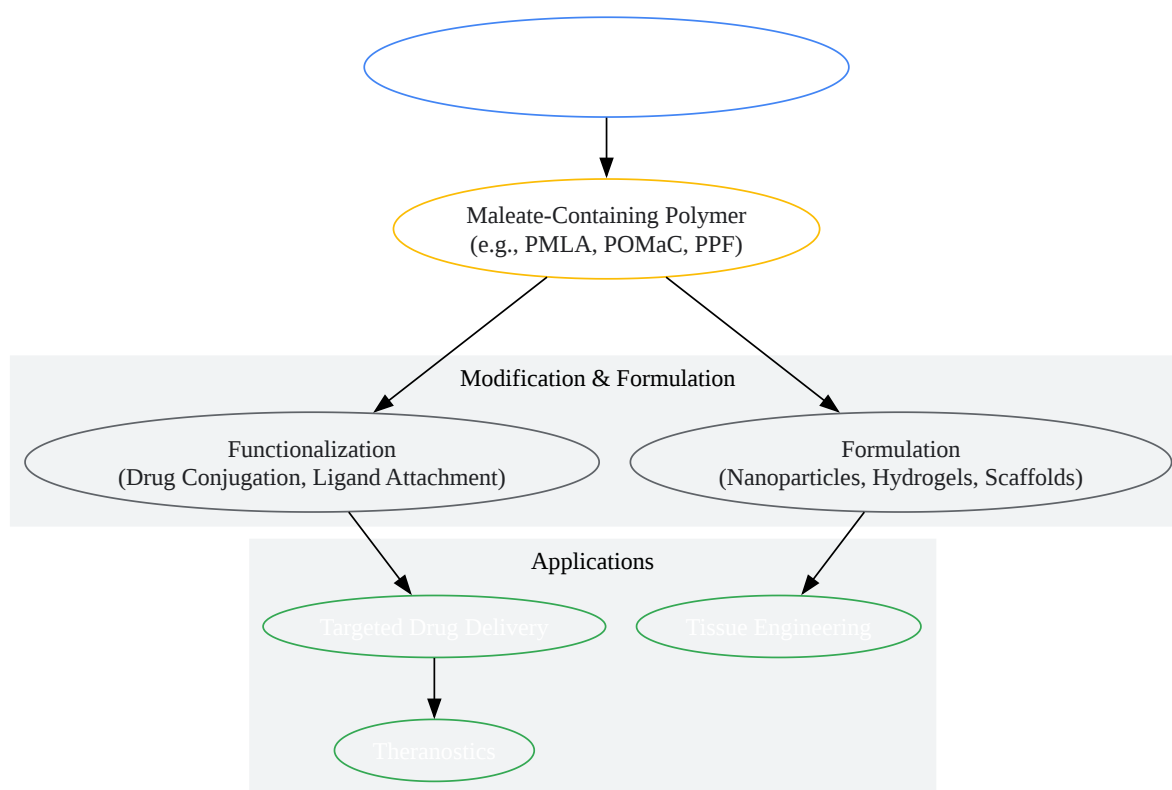 Maleate-Containing Polymer
(e.g., PMLA, POMaC, PPF)
Modification & Formulation
Functionalization
(Drug Conjugation, Ligand Attachment)
Formulation
(Nanoparticles, Hydrogels, Scaffolds)
Applications
Targeted Drug Delivery
Tissue Engineering
Theranostics